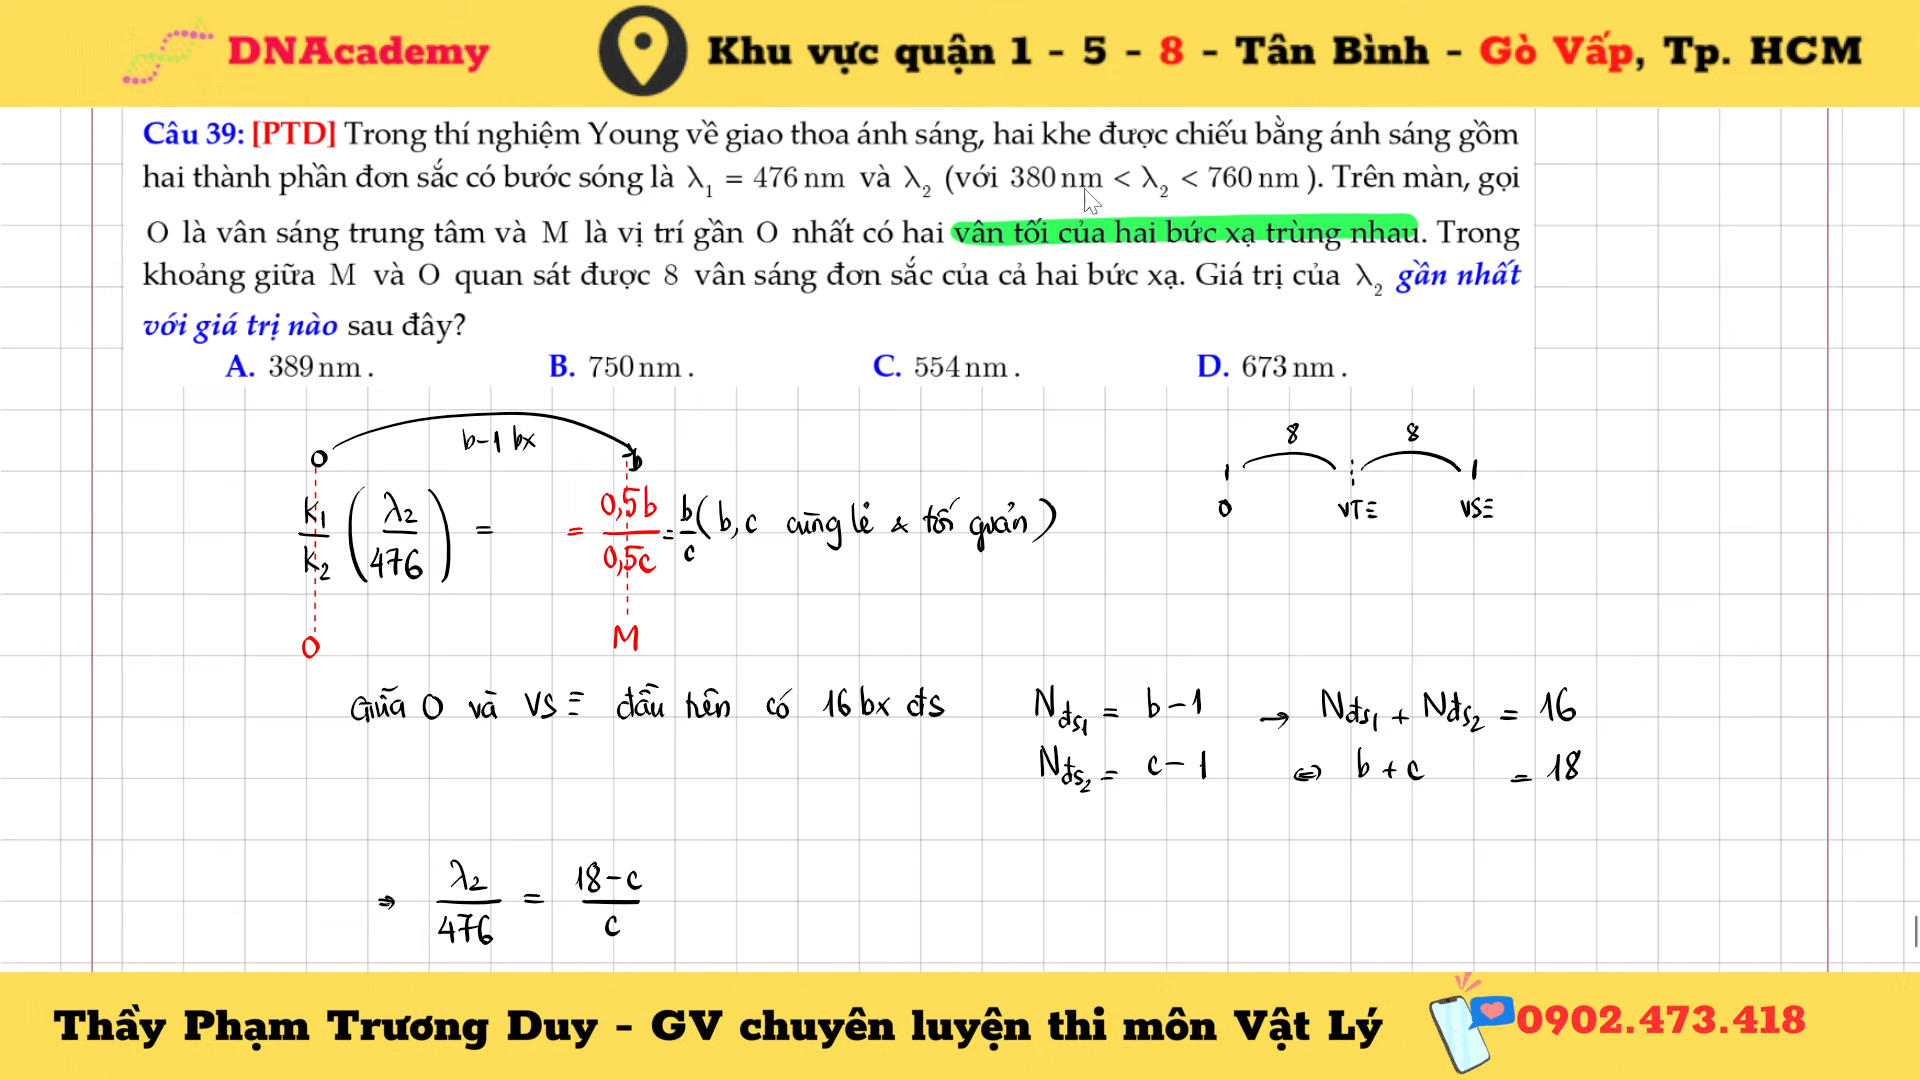 DNAcademy
Khu vực quận 1 - 5 - 8 - Tân Bình - Gò Vấp, Tp. HCM
Câu 39: [PTD] Trong thí nghiệm Young về giao thoa ánh sáng, hai khe được chiếu bằng ánh sáng gồm
hai thành phần đơn sắc có bước sóng là λ₁ = 476 nm và λ₂ (với 380 nm < λ₂ < 760 nm ). Trên màn, gọi
O là vân sáng trung tâm và M là vị trí gần O nhất có hai vân tối của hai bức xạ trùng nhau. Trong
khoảng giữa M và O quan sát được 8 vân sáng đơn sắc của cả hai bức xạ. Giá trị của λ₂ gần nhất
với giá trị nào sau đây?
A. 389 nm . B. 750 nm . C. 554 nm . D. 673 nm .
b-1 bx
O b
8 8
O VT≡ VS≡
k₁/k₂ (λ₂/476) = = 0,5b/0,5c = b/c (b, c cùng lẻ & tối giản)
O M
Giữa O và VS≡ đầu tiên có 16 bx đs
Nđs₁ = b-1 → Nđs₁ + Nđs₂ = 16
Nđs₂ = c-1 ⇔ b + c = 18
⇒ λ₂/476 = 18-c/c
Thầy Phạm Trương Duy - GV chuyên luyện thi môn Vật Lý
0902.473.418